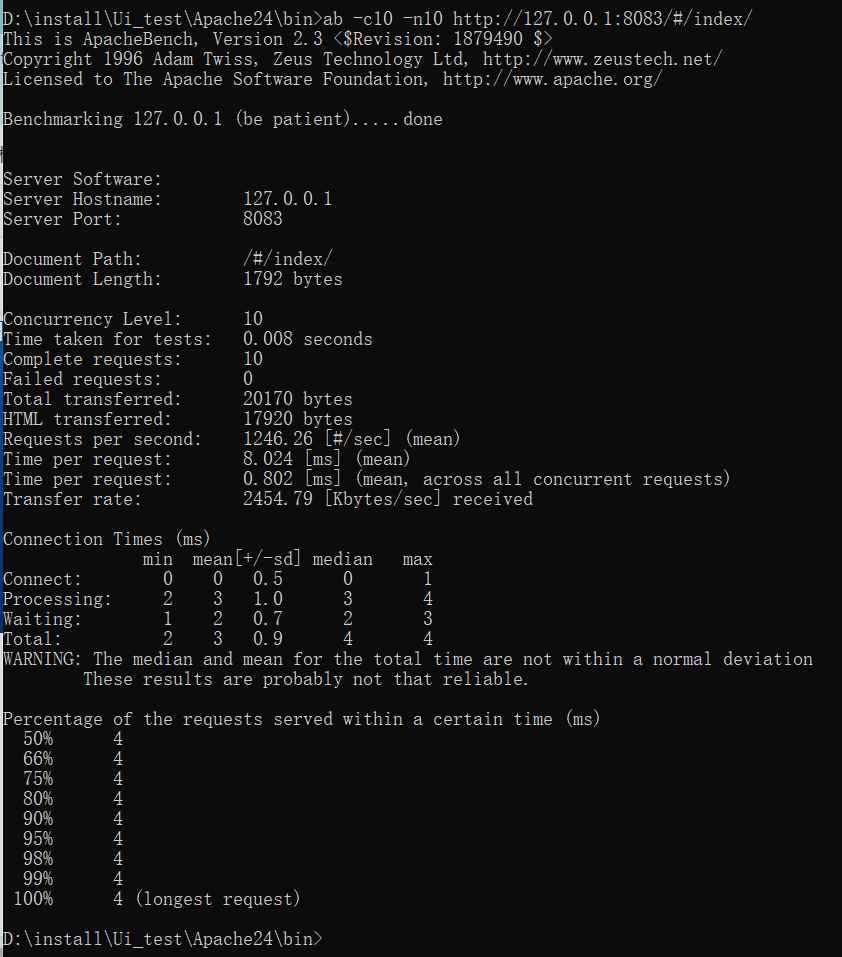 D:\install\Ui_test\Apache24\bin>ab -c10 -n10 http://127.0.0.1:8083/#/index/
This is ApacheBench, Version 2.3 <$Revision: 1879490 $>
Copyright 1996 Adam Twiss, Zeus Technology Ltd, http://www.zeustech.net/
Licensed to The Apache Software Foundation, http://www.apache.org/
Benchmarking 127.0.0.1 (be patient).....done
Server Software:
Server Hostname: 127.0.0.1
Server Port: 8083
Document Path: /#/index/
Document Length: 1792 bytes
Concurrency Level: 10
Time taken for tests: 0.008 seconds
Complete requests: 10
Failed requests: 0
Total transferred: 20170 bytes
HTML transferred: 17920 bytes
Requests per second: 1246.26 [#/sec] (mean)
Time per request: 8.024 [ms] (mean)
Time per request: 0.802 [ms] (mean, across all concurrent requests)
Transfer rate: 2454.79 [Kbytes/sec] received
Connection Times (ms)
min mean[+/-sd] median max
Connect: 0 0 0.5 0 1
Processing: 2 3 1.0 3 4
Waiting: 1 2 0.7 2 3
Total: 2 3 0.9 4 4
WARNING: The median and mean for the total time are not within a normal deviation
These results are probably not that reliable.
Percentage of the requests served within a certain time (ms)
50% 4
66% 4
75% 4
80% 4
90% 4
95% 4
98% 4
99% 4
100% 4 (longest request)
D:\install\Ui_test\Apache24\bin>